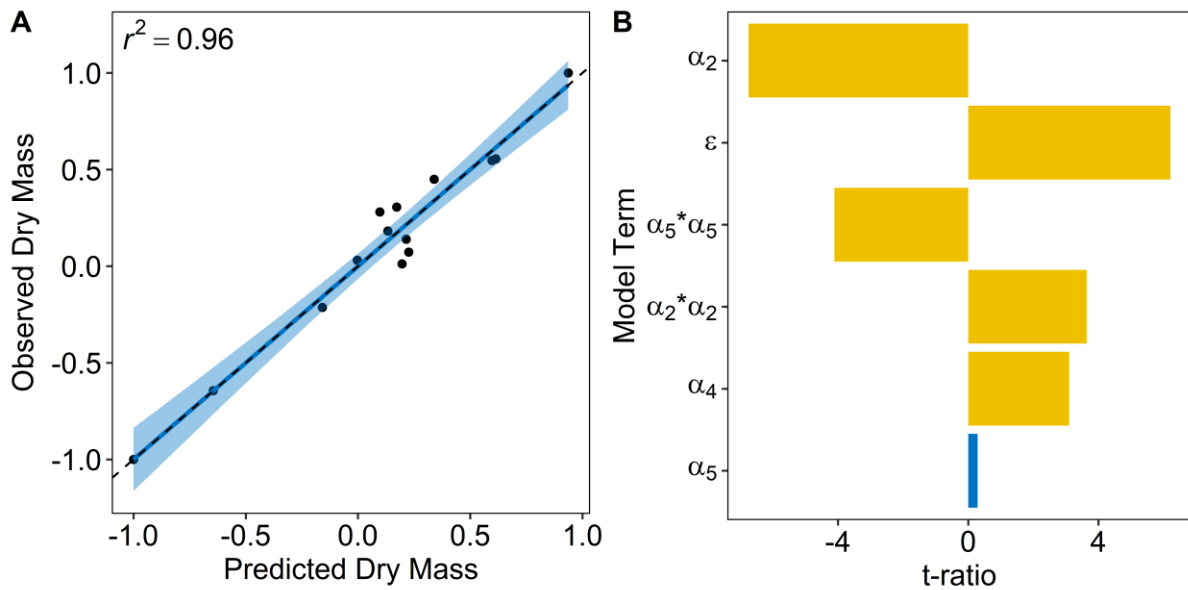 A
r² = 0.96
Observed Dry Mass
1.0
0.5
0.0
-0.5
-1.0
-1.0 -0.5 0.0 0.5 1.0
Predicted Dry Mass
B
Model Term
α₂
ε
α₅*α₅
α₂*α₂
α₄
α₅
-4 0 4
t-ratio